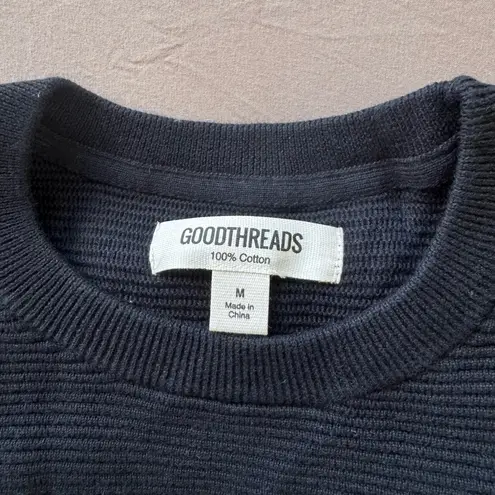 GOODTHREADS
100% Cotton
M
Made in
China